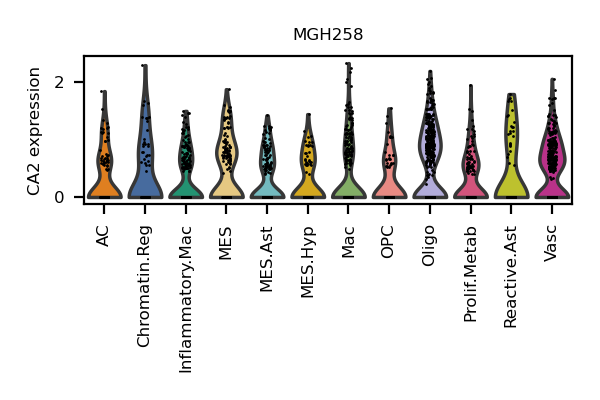 MGH258
CA2 expression
2
0
AC
Chromatin.Reg
Inflammatory.Mac
MES
MES.Ast
MES.Hyp
Mac
OPC
Oligo
Prolif.Metab
Reactive.Ast
Vasc